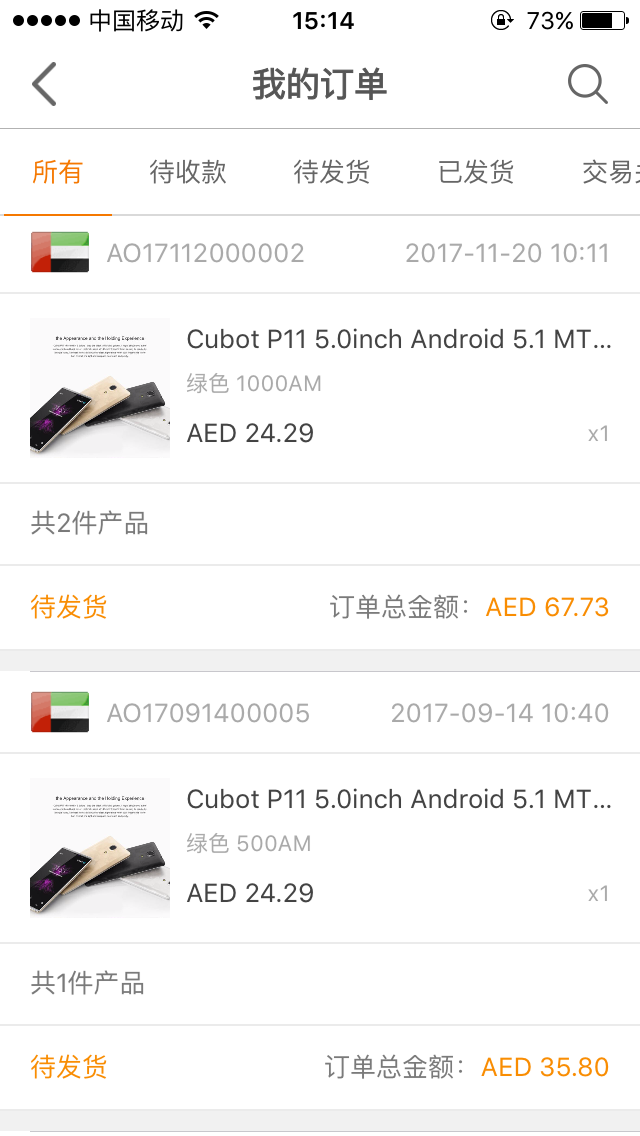 中国移动 15:14 73%
我的订单
所有 待收款 待发货 已发货 交易
AO17112000002 2017-11-20 10:11
the Appearance and the Holding Experience
Cubot P11 5.0inch Android 5.1 MT...
绿色 1000AM
AED 24.29 x1
共2件产品
待发货 订单总金额： AED 67.73
AO17091400005 2017-09-14 10:40
the Appearance and the Holding Experience
Cubot P11 5.0inch Android 5.1 MT...
绿色 500AM
AED 24.29 x1
共1件产品
待发货 订单总金额： AED 35.80